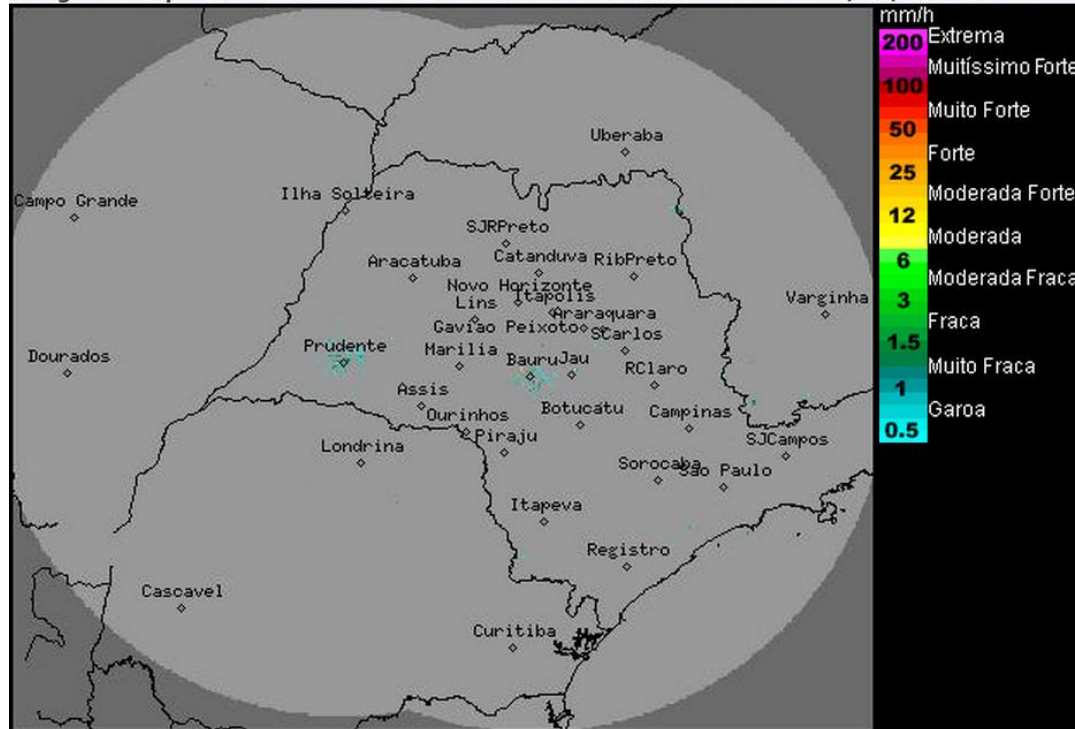 mm/h
200 Extrema
Muitíssimo Forte
100
Muito Forte
50
Forte
25
Moderada Forte
12
Moderada
6
Moderada Fraca
3
Fraca
1.5
Muito Fraca
1
Garoa
0.5
Uberaba
Campo Grande
Ilha Solteira
SJRPreto
Aracatuba
Catanduva
RibPreto
Novo Horizonte
Lins
Itapolis
Varginha
Gaviao Peixoto
Araraquara
SCarlos
Dourados
Prudente
Marilia
Bauru
Jau
RClaro
Assis
Ourinhos
Botucatu
Campinas
Londrina
Piraju
SJCampos
Sorocaba
Sao Paulo
Itapeva
Registro
Cascavel
Curitiba